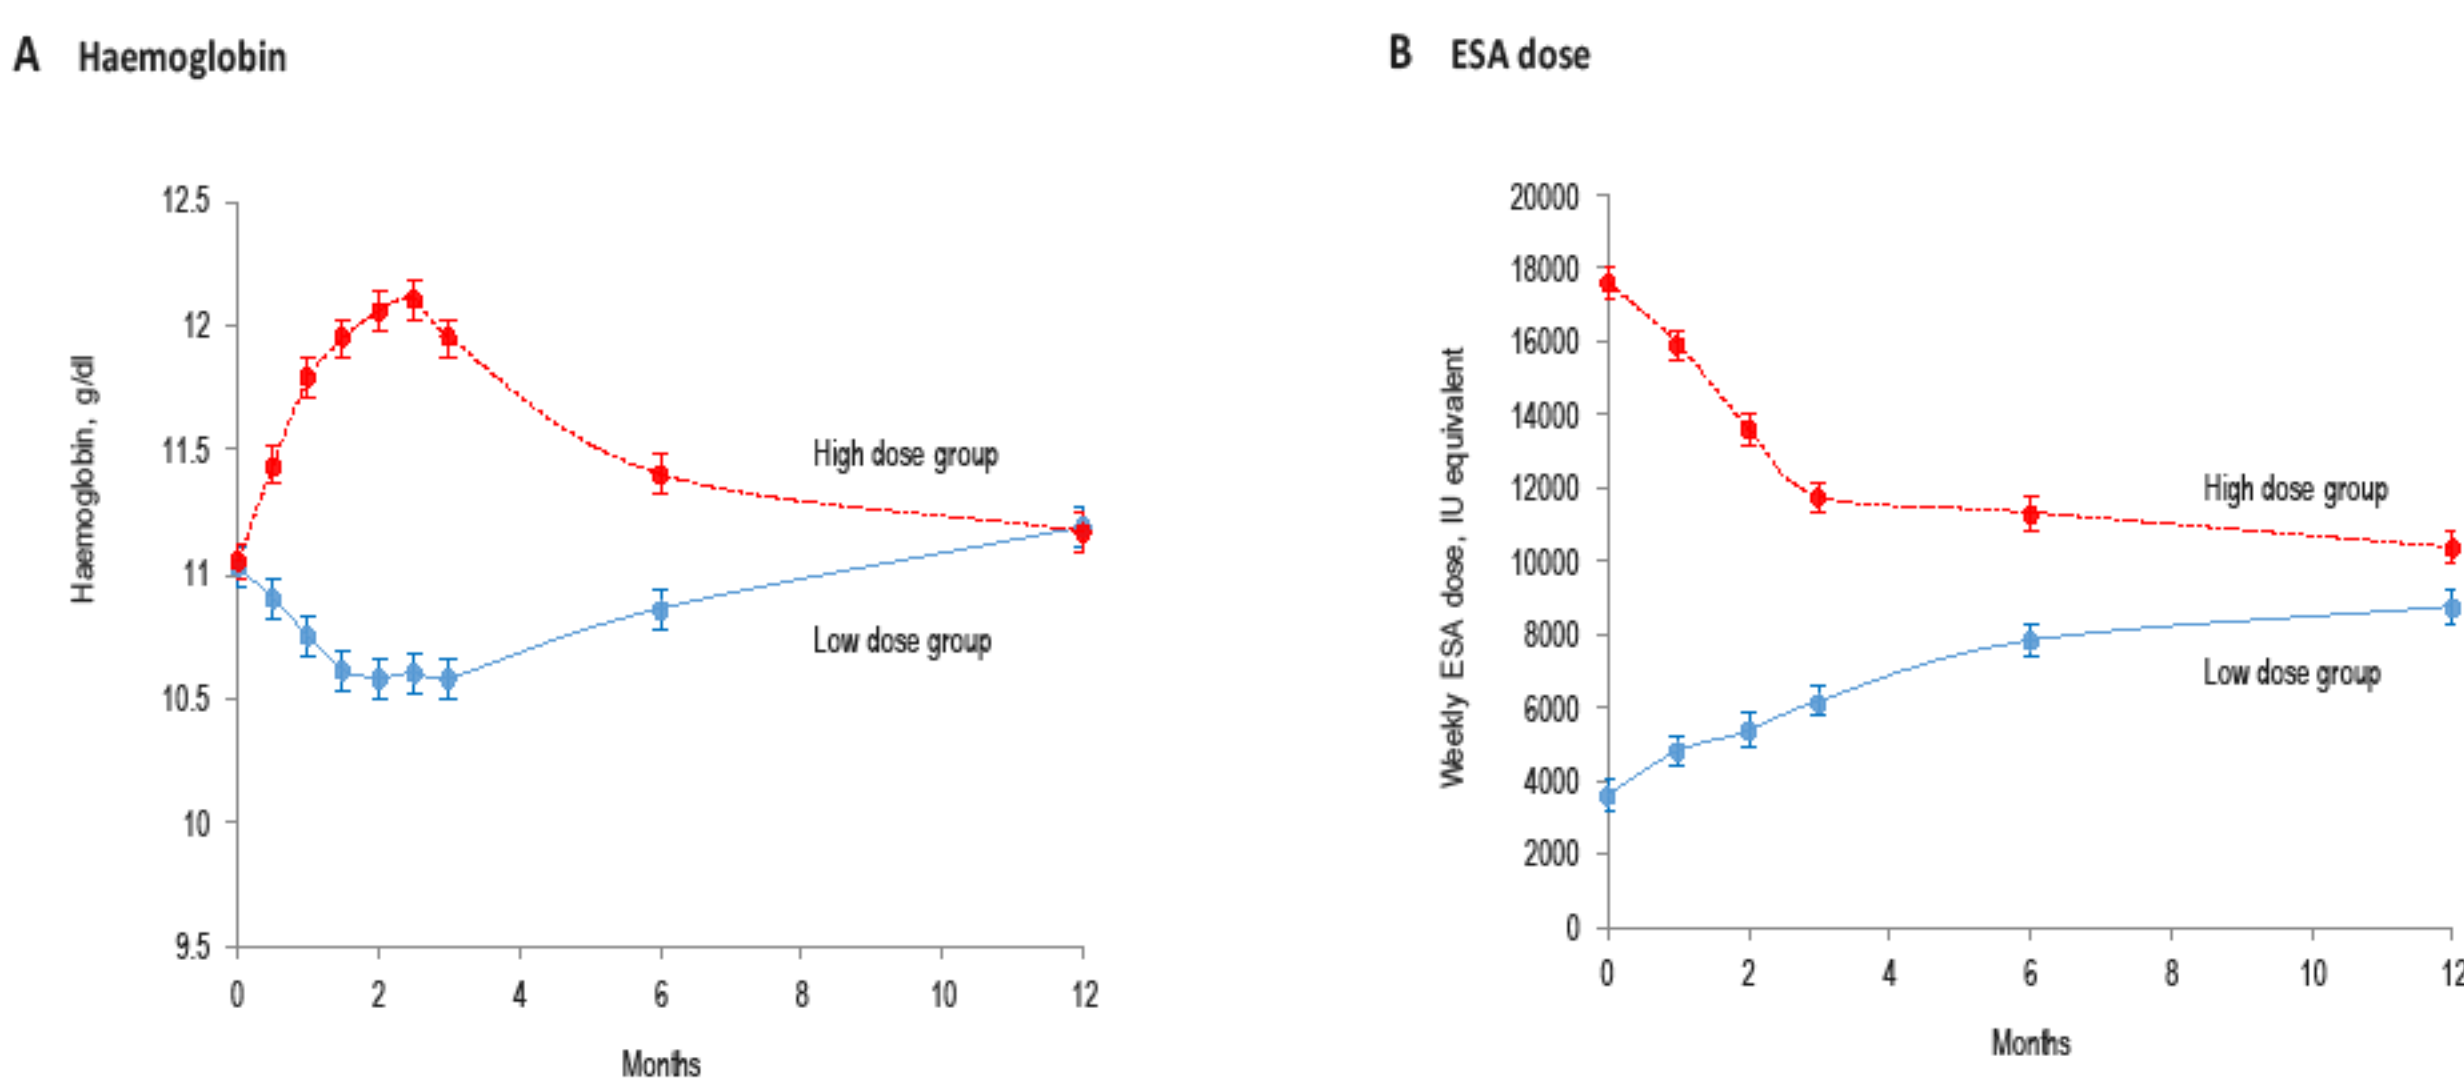 A Haemoglobin
Haemoglobin, g/dl
12.5
12
11.5
11
10.5
10
9.5
High dose group
Low dose group
0 2 4 6 8 10 12
Months
B ESA dose
Weekly ESA dose, IU equivalent
20000
18000
16000
14000
12000
10000
8000
6000
4000
2000
0
High dose group
Low dose group
0 2 4 6 8 10 12
Months